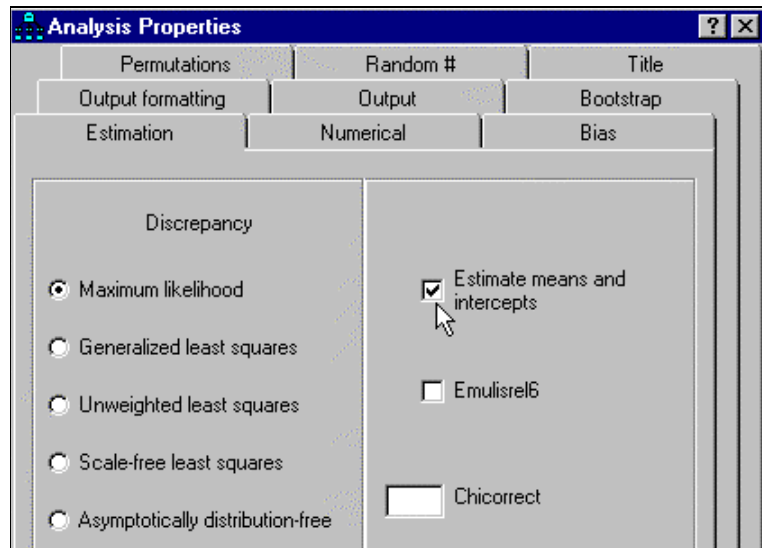 Analysis Properties
Permutations
Random #
Title
Output formatting
Output
Bootstrap
Estimation
Numerical
Bias
Discrepancy
Maximum likelihood
Generalized least squares
Unweighted least squares
Scale-free least squares
Asymptotically distribution-free
Estimate means and
intercepts
Emulisrel6
Chicorrect